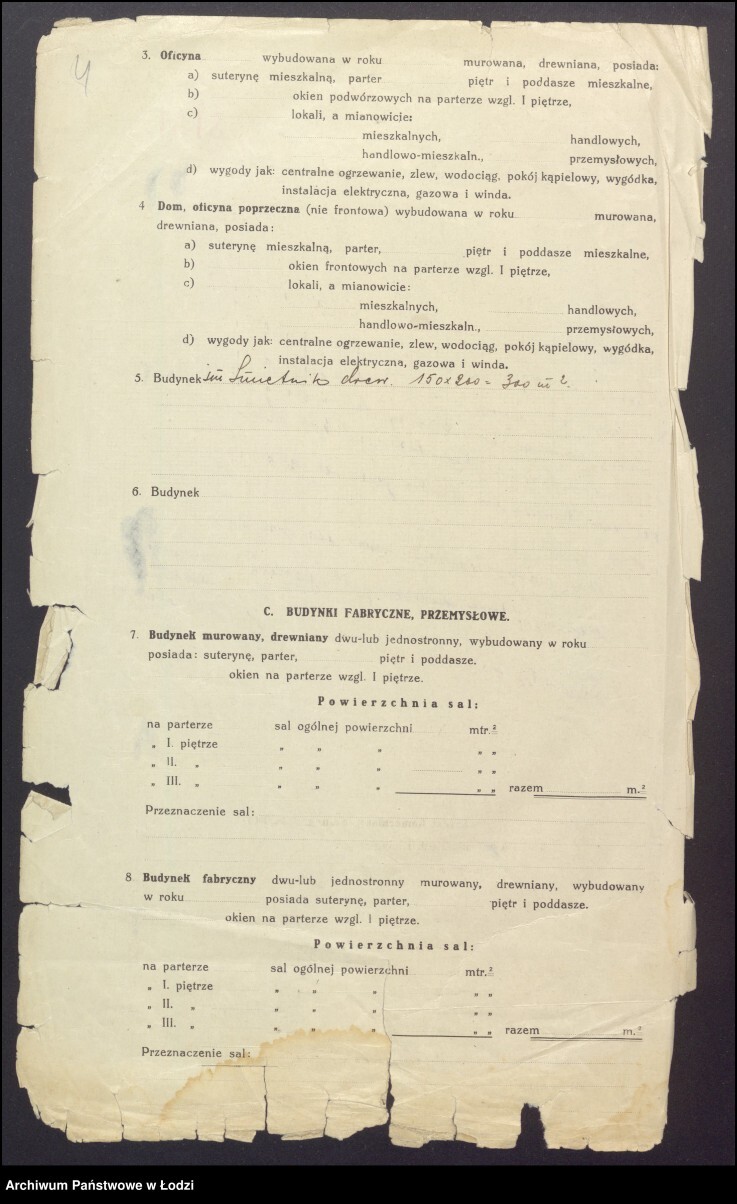 4
3. Oficyna wybudowana w roku murowana, drewniana, posiada:
a) suterynę mieszkalną, parter piętr i poddasze mieszkalne,
b) okien podwórzowych na parterze wzgl. I piętrze,
c) lokali, a mianowicie:
mieszkalnych, handlowych,
handlowo-mieszkaln., przemysłowych,
d) wygody jak: centralne ogrzewanie, zlew, wodociąg, pokój kąpielowy, wygódka,
instalacja elektryczna, gazowa i winda.
4 Dom, oficyna poprzeczna (nie frontowa) wybudowana w roku murowana,
drewniana, posiada:
a) suterynę mieszkalną, parter, piętr i poddasze mieszkalne,
b) okien frontowych na parterze wzgl. I piętrze,
c) lokali, a mianowicie:
mieszkalnych, handlowych,
handlowo-mieszkaln., przemysłowych,
d) wygody jak: centralne ogrzewanie, zlew, wodociąg, pokój kąpielowy, wygódka,
instalacja elektryczna, gazowa i winda.
5. Budynek Śmietnik drew. 150x200 = 300 m 2.
6. Budynek
C. BUDYNKI FABRYCZNE, PRZEMYSŁOWE.
7. Budynek murowany, drewniany dwu-lub jednostronny, wybudowany w roku
posiada: suterynę, parter, piętr i poddasze.
okien na parterze wzgl. I piętrze.
Powierzchnia sal:
na parterze sal ogólnej powierzchni mtr.²
„ I. piętrze „ „ „ „ „
„ II. „ „ „ „ „ „
„ III. „ „ „ „ „ „ razem m.²
Przeznaczenie sal:
8 Budynek fabryczny dwu-lub jednostronny murowany, drewniany, wybudowany
w roku posiada suterynę, parter, piętr i poddasze.
okien na parterze wzgl. I piętrze.
Powierzchnia sal:
na parterze sal ogólnej powierzchni mtr.²
„ I. piętrze „ „ „ „ „
„ II. „ „ „ „ „ „
„ III. „ „ „ „ „ „ razem m.²
Przeznaczenie sal:
Archiwum Państwowe w Łodzi